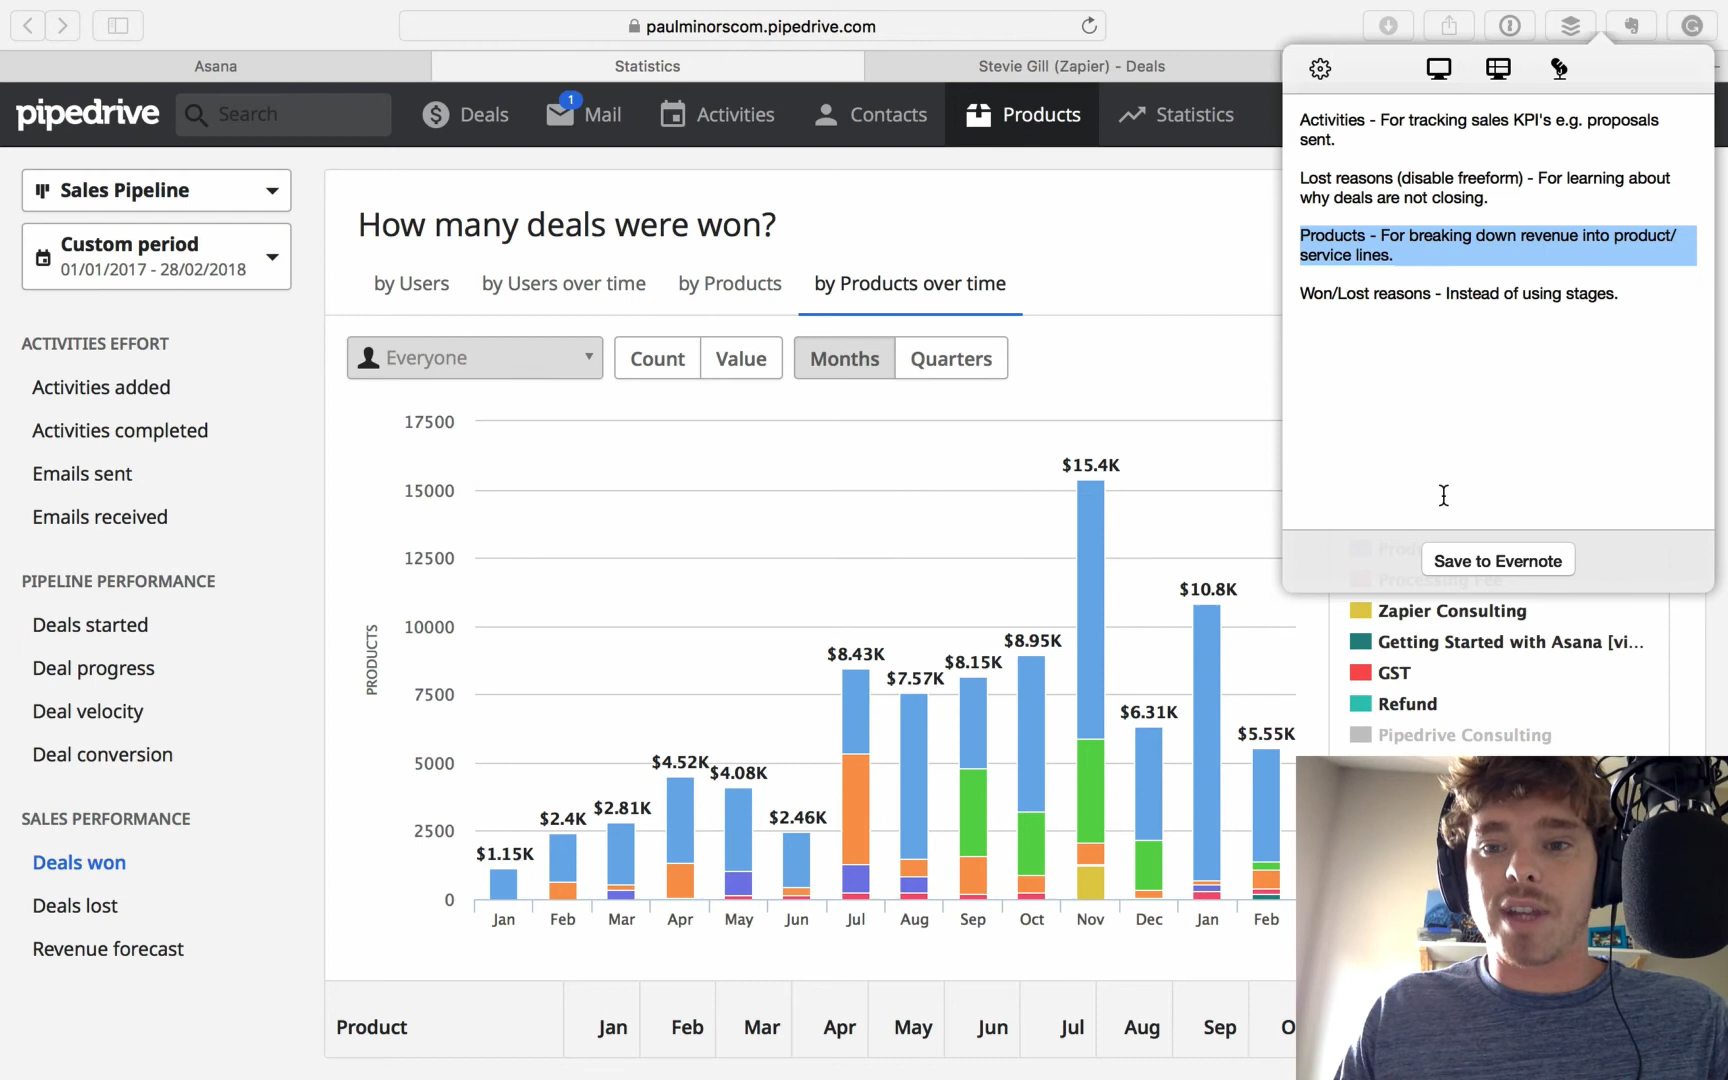 paulminorscom.pipedrive.com
Asana
Statistics
Stevie Gill (Zapier) - Deals
pipedrive
Search
Deals
1
Mail
Activities
Contacts
Products
Statistics
Activities - For tracking sales KPI's e.g. proposals
sent.
Lost reasons (disable freeform) - For learning about
why deals are not closing.
Products - For breaking down revenue into product/
service lines.
Won/Lost reasons - Instead of using stages.
Save to Evernote
Sales Pipeline
Custom period
01/01/2017 - 28/02/2018
ACTIVITIES EFFORT
Activities added
Activities completed
Emails sent
Emails received
PIPELINE PERFORMANCE
Deals started
Deal progress
Deal velocity
Deal conversion
SALES PERFORMANCE
Deals won
Deals lost
Revenue forecast
How many deals were won?
by Users
by Users over time
by Products
by Products over time
Everyone
Count
Value
Months
Quarters
PRODUCTS
17500
15000
12500
10000
7500
5000
2500
0
$1.15K
$2.4K
$2.81K
$4.52K
$4.08K
$2.46K
$8.43K
$7.57K
$8.15K
$8.95K
$15.4K
$6.31K
$10.8K
$5.55K
Jan
Feb
Mar
Apr
May
Jun
Jul
Aug
Sep
Oct
Nov
Dec
Jan
Feb
Processing Fee
Zapier Consulting
Getting Started with Asana [vi...
GST
Refund
Pipedrive Consulting
Product
Jan
Feb
Mar
Apr
May
Jun
Jul
Aug
Sep
O